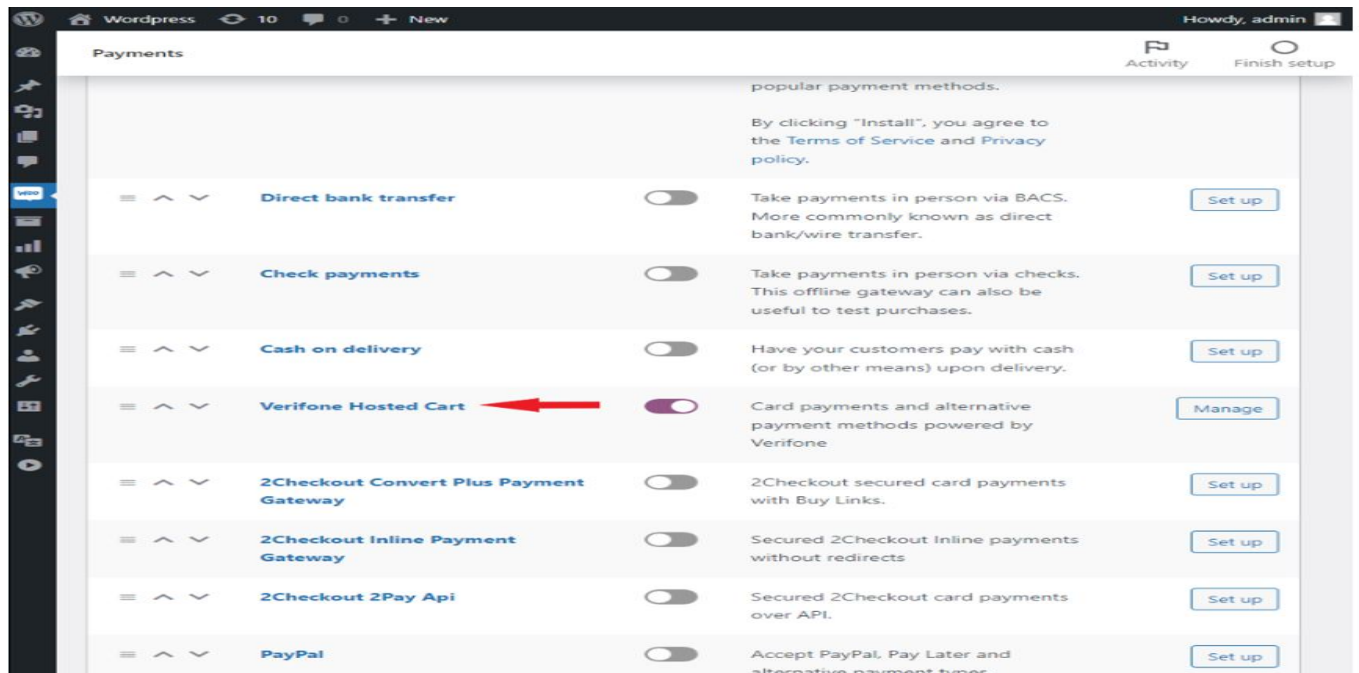 Wordpress 10 0 New Howdy, admin
Payments Activity Finish setup
popular payment methods.
By clicking "Install", you agree to
the Terms of Service and Privacy
policy.
Woo
Direct bank transfer
Take payments in person via BACS.
More commonly known as direct
bank/wire transfer.
Set up
Check payments
Take payments in person via checks.
This offline gateway can also be
useful to test purchases.
Set up
Cash on delivery
Have your customers pay with cash
(or by other means) upon delivery.
Set up
Verifone Hosted Cart
Card payments and alternative
payment methods powered by
Verifone
Manage
2Checkout Convert Plus Payment
Gateway
2Checkout secured card payments
with Buy Links.
Set up
2Checkout Inline Payment
Gateway
Secured 2Checkout Inline payments
without redirects
Set up
2Checkout 2Pay Api
Secured 2Checkout card payments
over API.
Set up
PayPal
Accept PayPal, Pay Later and
alternative payment types
Set up